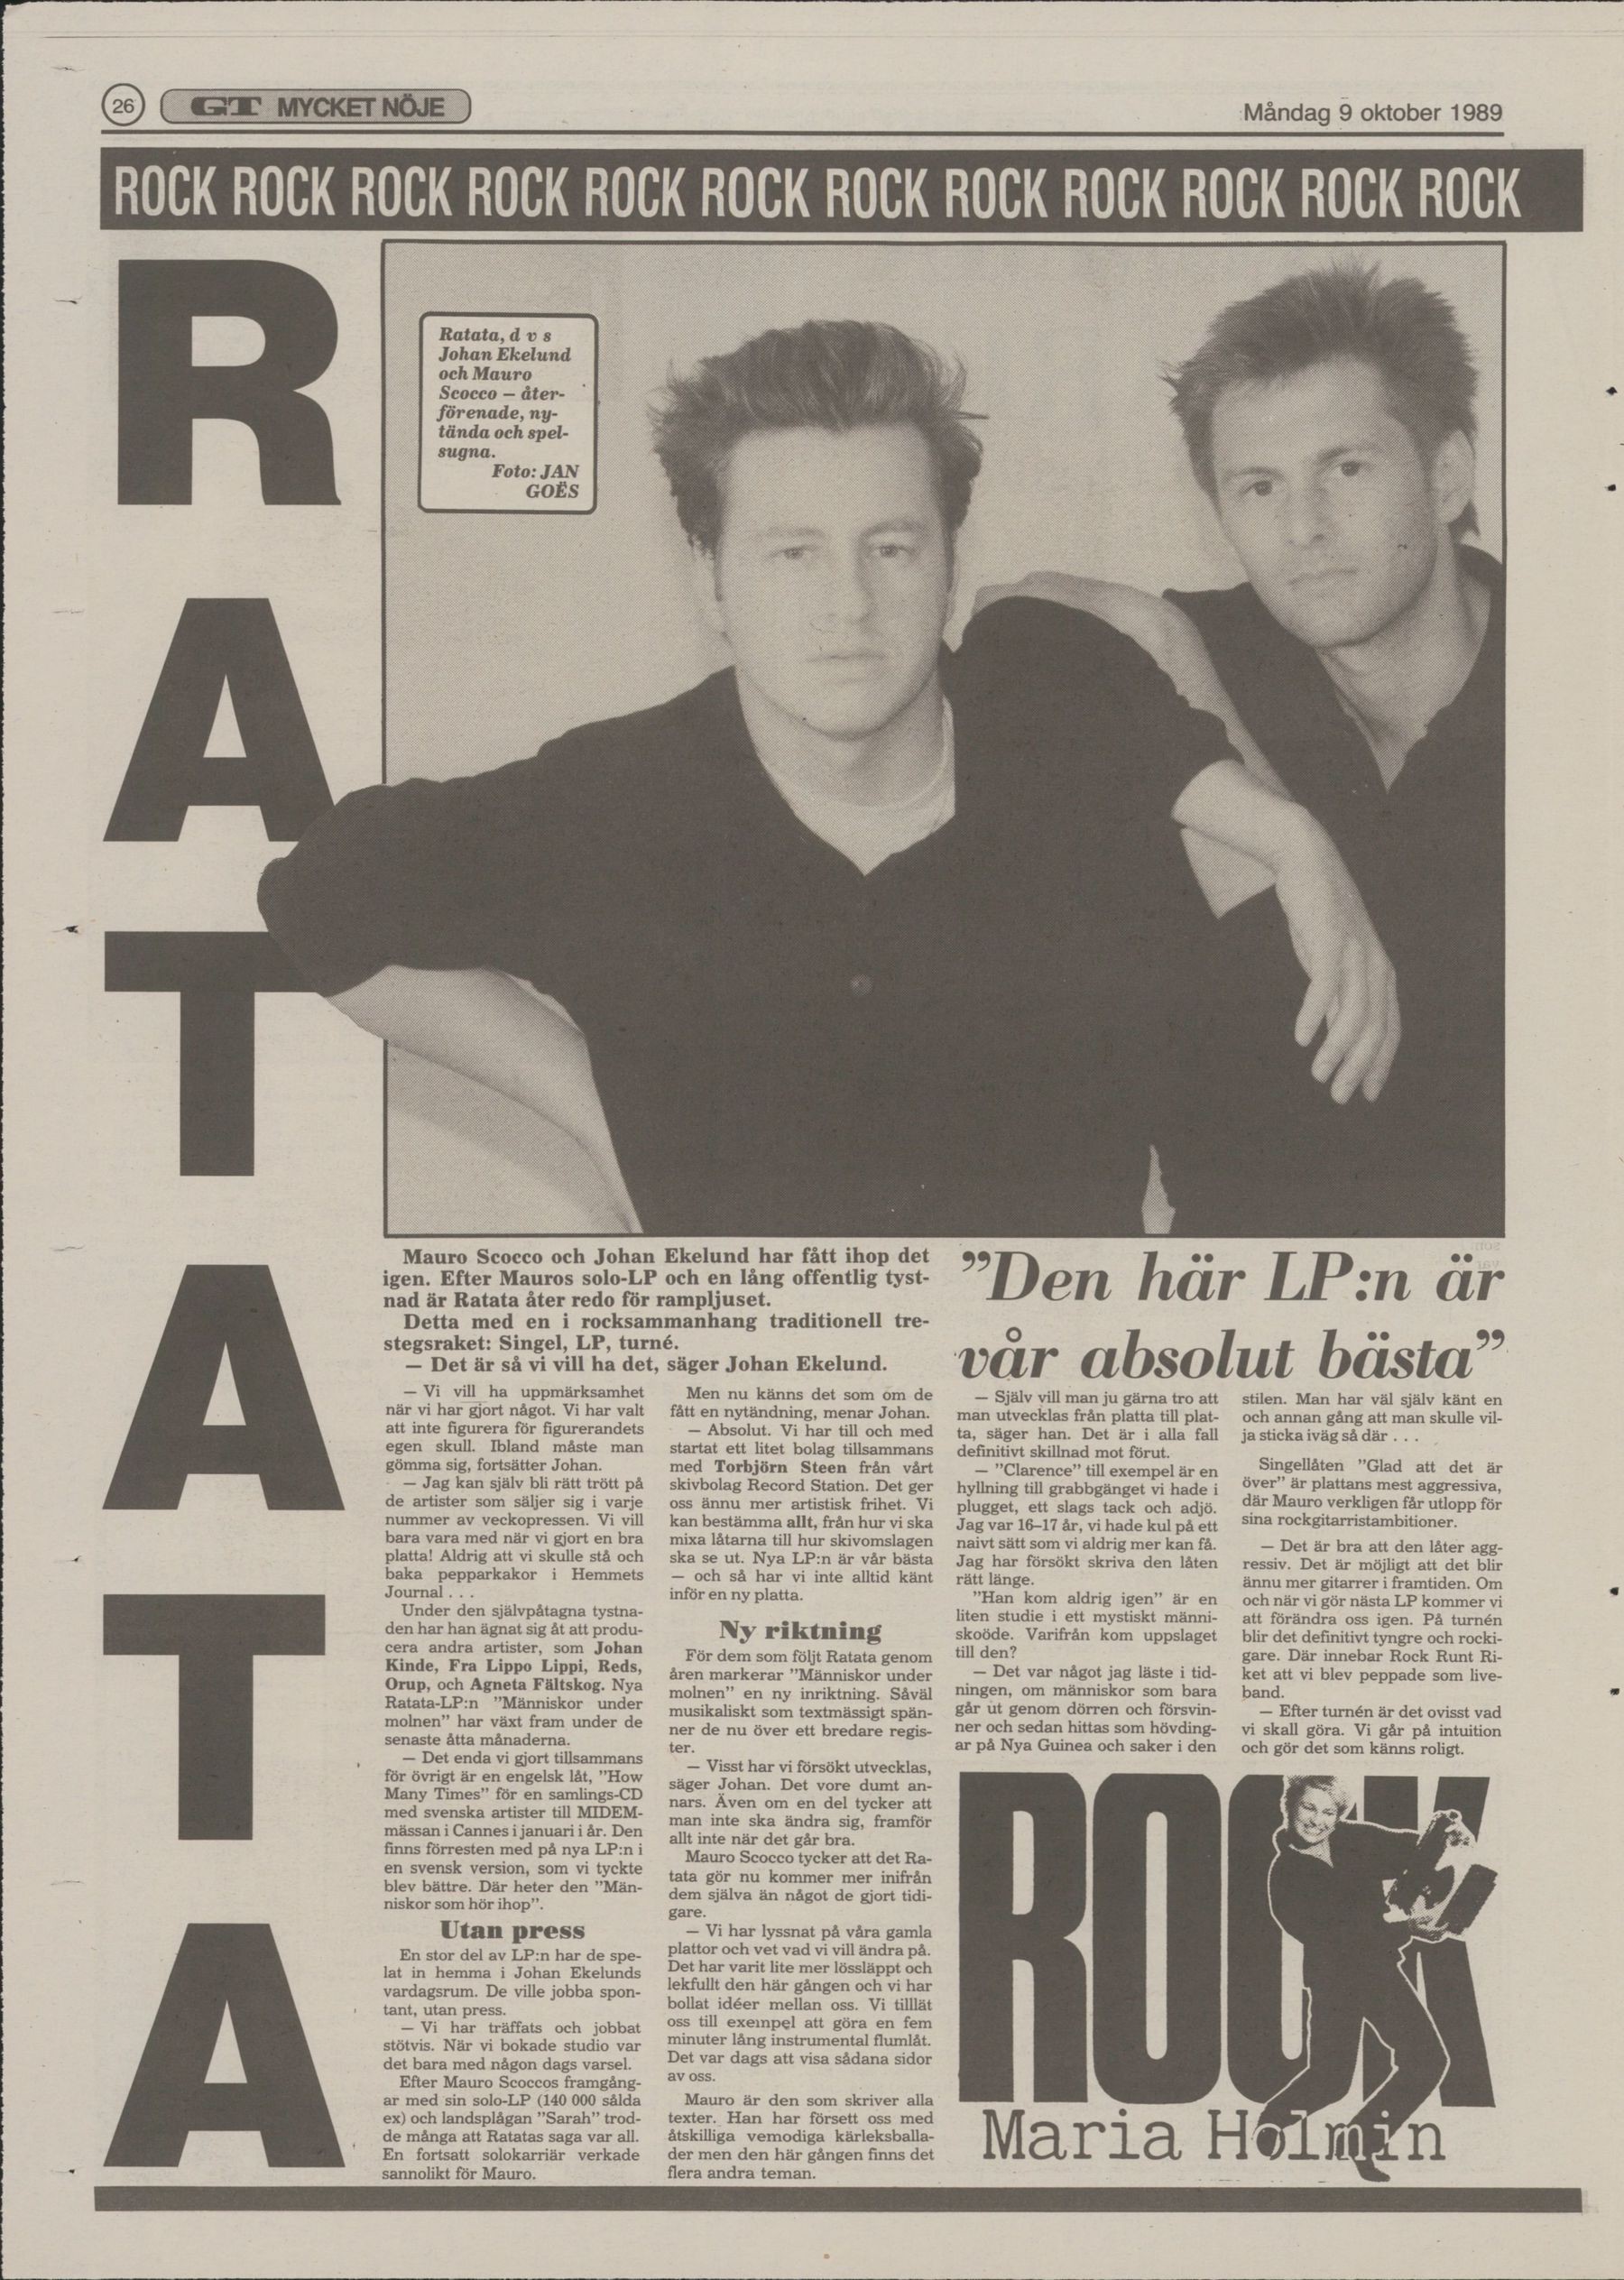 26
GT MYCKET NÖJE
Måndag 9 oktober 1989
ROCK ROCK ROCK ROCK ROCK ROCK ROCK ROCK ROCK ROCK ROCK ROCK
R
A
T
A
T
A
Ratata, d v s
Johan Ekelund
och Mauro
Scocco – åter-
förenade, ny-
tända och spel-
sugna.
Foto: JAN
GOËS
Mauro Scocco och Johan Ekelund har fått ihop det
igen. Efter Mauros solo-LP och en lång offentlig tyst-
nad är Ratata åter redo för rampljuset.
Detta med en i rocksammanhang traditionell tre-
stegsraket: Singel, LP, turné.
— Det är så vi vill ha det, säger Johan Ekelund.
”Den här LP:n är
vår absolut bästa”
— Vi vill ha uppmärksamhet
när vi har gjort något. Vi har valt
att inte figurera för figurerandets
egen skull. Ibland måste man
gömma sig, fortsätter Johan.
— Jag kan själv bli rätt trött på
de artister som säljer sig i varje
nummer av veckopressen. Vi vill
bara vara med när vi gjort en bra
platta! Aldrig att vi skulle stå och
baka pepparkakor i Hemmets
Journal . . .
Under den självpåtagna tystna-
den har han ägnat sig åt att produ-
cera andra artister, som Johan
Kinde, Fra Lippo Lippi, Reds,
Orup, och Agneta Fältskog. Nya
Ratata-LP:n ”Människor under
molnen” har växt fram under de
senaste åtta månaderna.
— Det enda vi gjort tillsammans
för övrigt är en engelsk låt, ”How
Many Times” för en samlings-CD
med svenska artister till MIDEM-
mässan i Cannes i januari i år. Den
finns förresten med på nya LP:n i
en svensk version, som vi tyckte
blev bättre. Där heter den ”Män-
niskor som hör ihop”.
Utan press
En stor del av LP:n har de spe-
lat in hemma i Johan Ekelunds
vardagsrum. De ville jobba spon-
tant, utan press.
— Vi har träffats och jobbat
stötvis. När vi bokade studio var
det bara med någon dags varsel.
Efter Mauro Scoccos framgång-
ar med sin solo-LP (140 000 sålda
ex) och landsplågan ”Sarah” trod-
de många att Ratatas saga var all.
En fortsatt solokarriär verkade
sannolikt för Mauro.
Men nu känns det som om de
fått en nytändning, menar Johan.
— Absolut. Vi har till och med
startat ett litet bolag tillsammans
med Torbjörn Steen från vårt
skivbolag Record Station. Det ger
oss ännu mer artistisk frihet. Vi
kan bestämma allt, från hur vi ska
mixa låtarna till hur skivomslagen
ska se ut. Nya LP:n är vår bästa
— och så har vi inte alltid känt
inför en ny platta.
Ny riktning
För dem som följt Ratata genom
åren markerar ”Människor under
molnen” en ny inriktning. Såväl
musikaliskt som textmässigt spän-
ner de nu över ett bredare regis-
ter.
— Visst har vi försökt utvecklas,
säger Johan. Det vore dumt an-
nars. Även om en del tycker att
man inte ska ändra sig, framför
allt inte när det går bra.
Mauro Scocco tycker att det Ra-
tata gör nu kommer mer inifrån
dem själva än något de gjort tidi-
gare.
— Vi har lyssnat på våra gamla
plattor och vet vad vi vill ändra på.
Det har varit lite mer lössläppt och
lekfullt den här gången och vi har
bollat idéer mellan oss. Vi tilllät
oss till exempel att göra en fem
minuter lång instrumental flumlåt.
Det var dags att visa sådana sidor
av oss.
Mauro är den som skriver alla
texter. Han har försett oss med
åtskilliga vemodiga kärleksballa-
der men den här gången finns det
flera andra teman.
— Själv vill man ju gärna tro att
man utvecklas från platta till plat-
ta, säger han. Det är i alla fall
definitivt skillnad mot förut.
— ”Clarence” till exempel är en
hyllning till grabbgänget vi hade i
plugget, ett slags tack och adjö.
Jag var 16–17 år, vi hade kul på ett
naivt sätt som vi aldrig mer kan få.
Jag har försökt skriva den låten
rätt länge.
”Han kom aldrig igen” är en
liten studie i ett mystiskt männi-
skoöde. Varifrån kom uppslaget
till den?
— Det var något jag läste i tid-
ningen, om människor som bara
går ut genom dörren och försvin-
ner och sedan hittas som hövding-
ar på Nya Guinea och saker i den
stilen. Man har väl själv känt en
och annan gång att man skulle vil-
ja sticka iväg så där . . .
Singellåten ”Glad att det är
över” är plattans mest aggressiva,
där Mauro verkligen får utlopp för
sina rockgitarristambitioner.
— Det är bra att den låter agg-
ressiv. Det är möjligt att det blir
ännu mer gitarrer i framtiden. Om
och när vi gör nästa LP kommer vi
att förändra oss igen. På turnén
blir det definitivt tyngre och rocki-
gare. Där innebar Rock Runt Ri-
ket att vi blev peppade som live-
band.
— Efter turnén är det ovisst vad
vi skall göra. Vi går på intuition
och gör det som känns roligt.
ROCK
Maria Holmin